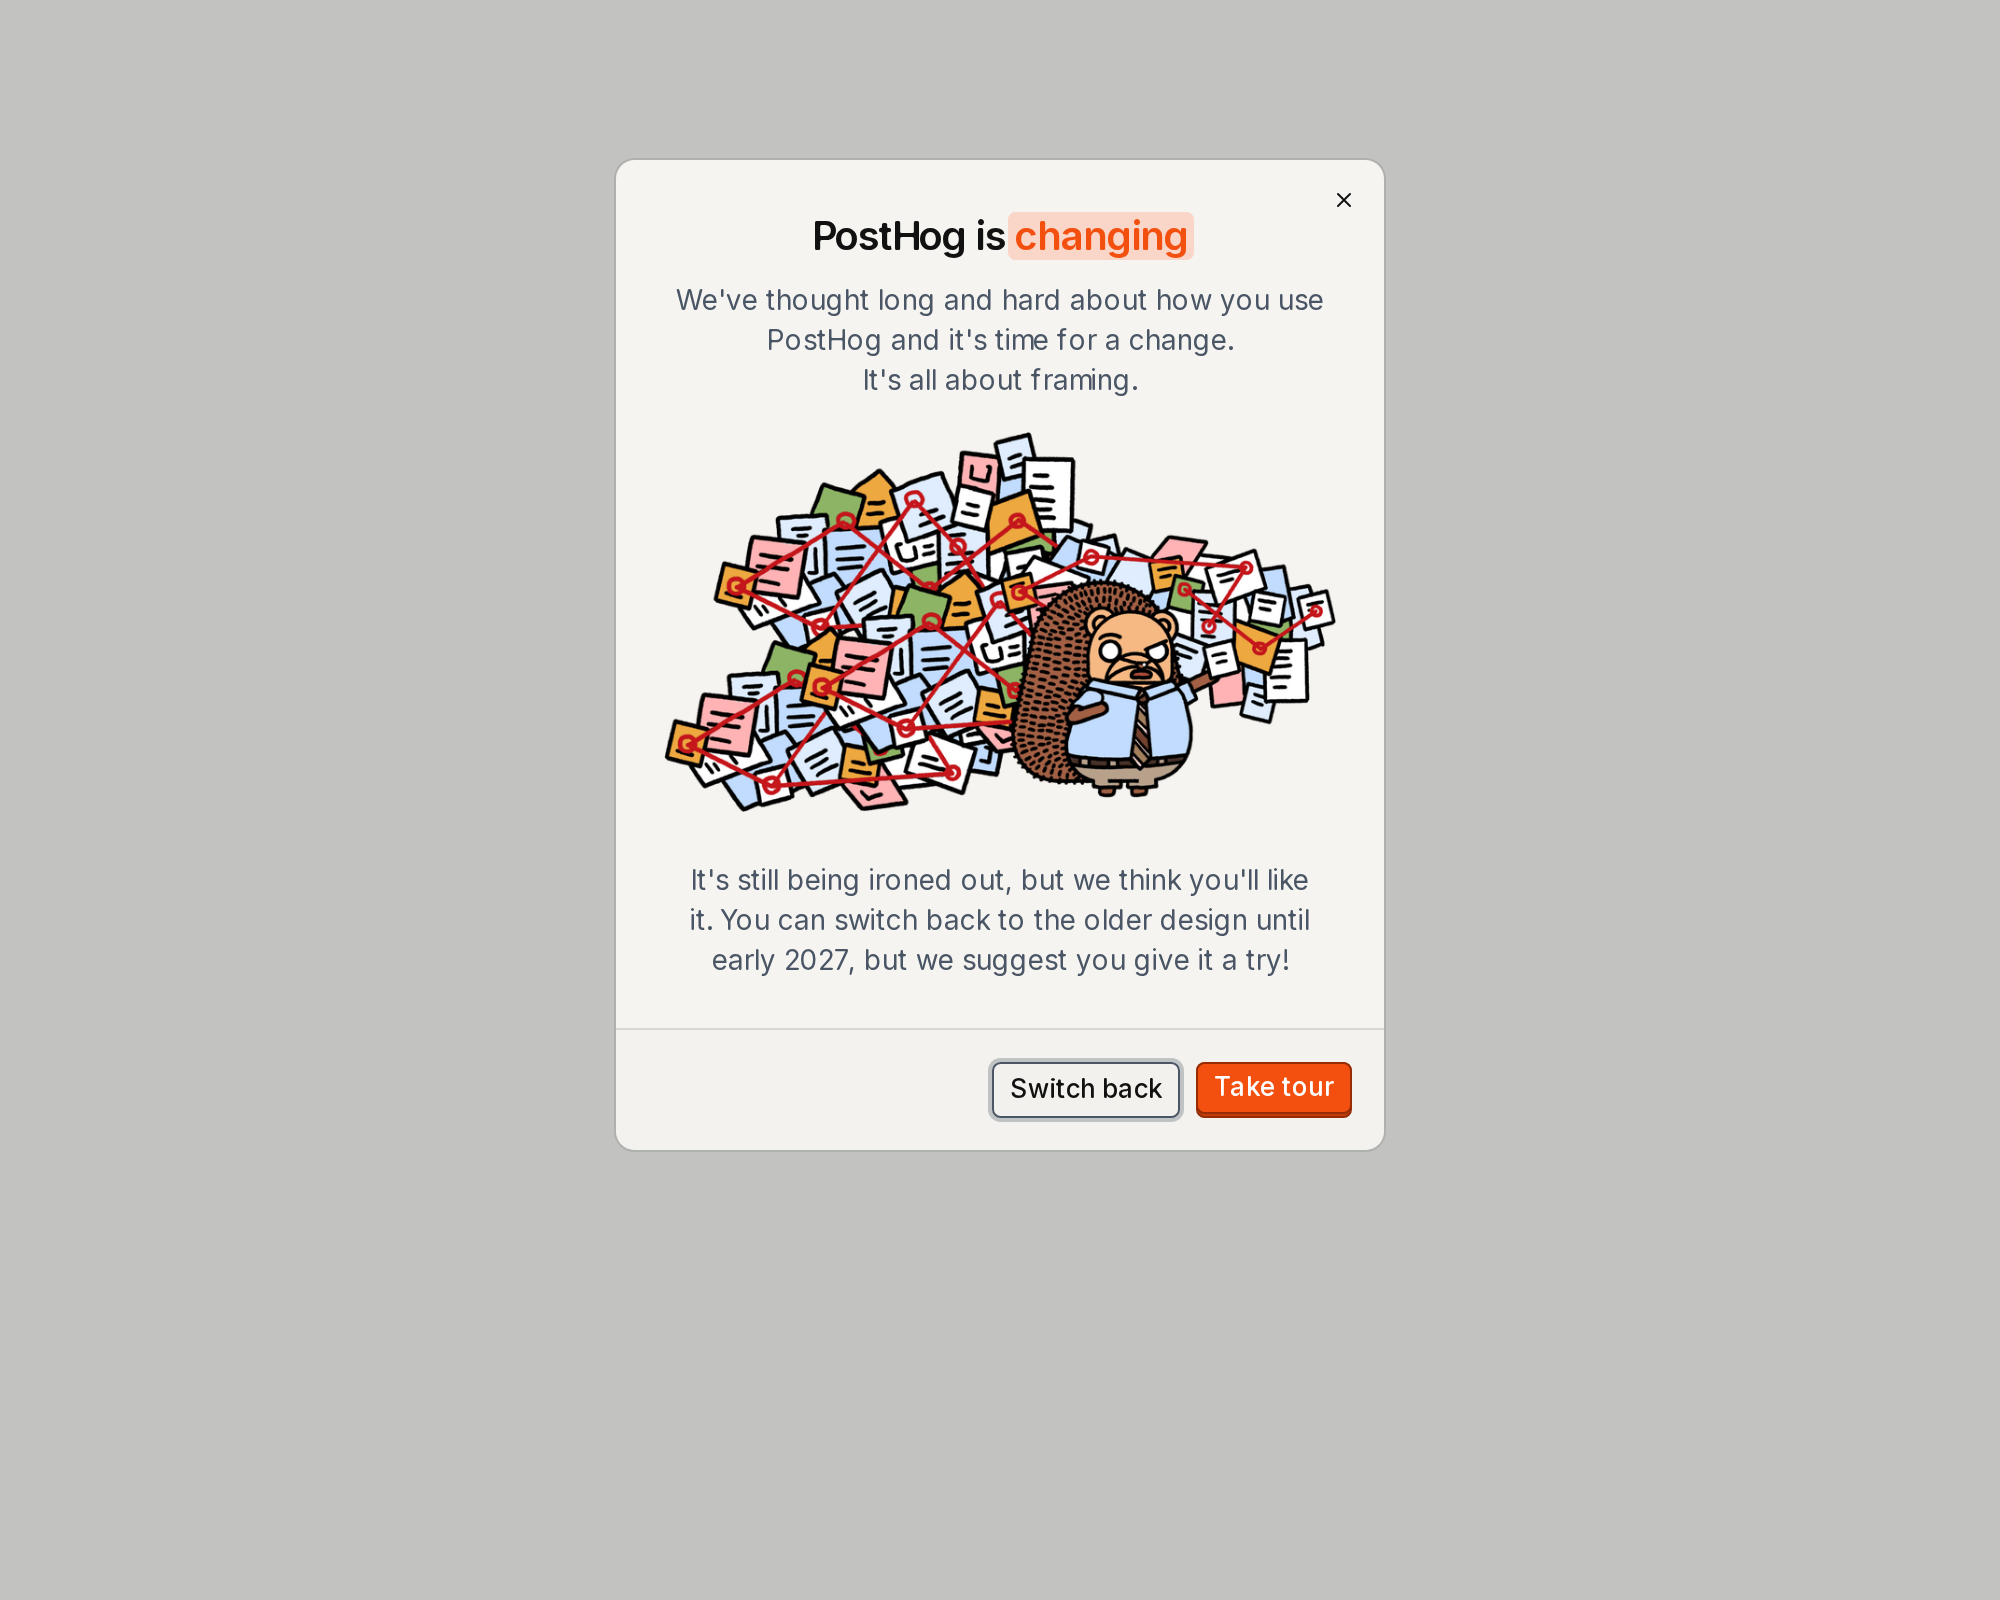 PostHog is changing
We've thought long and hard about how you use
PostHog and it's time for a change.
It's all about framing.
It's still being ironed out, but we think you'll like
it. You can switch back to the older design until
early 2027, but we suggest you give it a try!
Switch back
Take tour